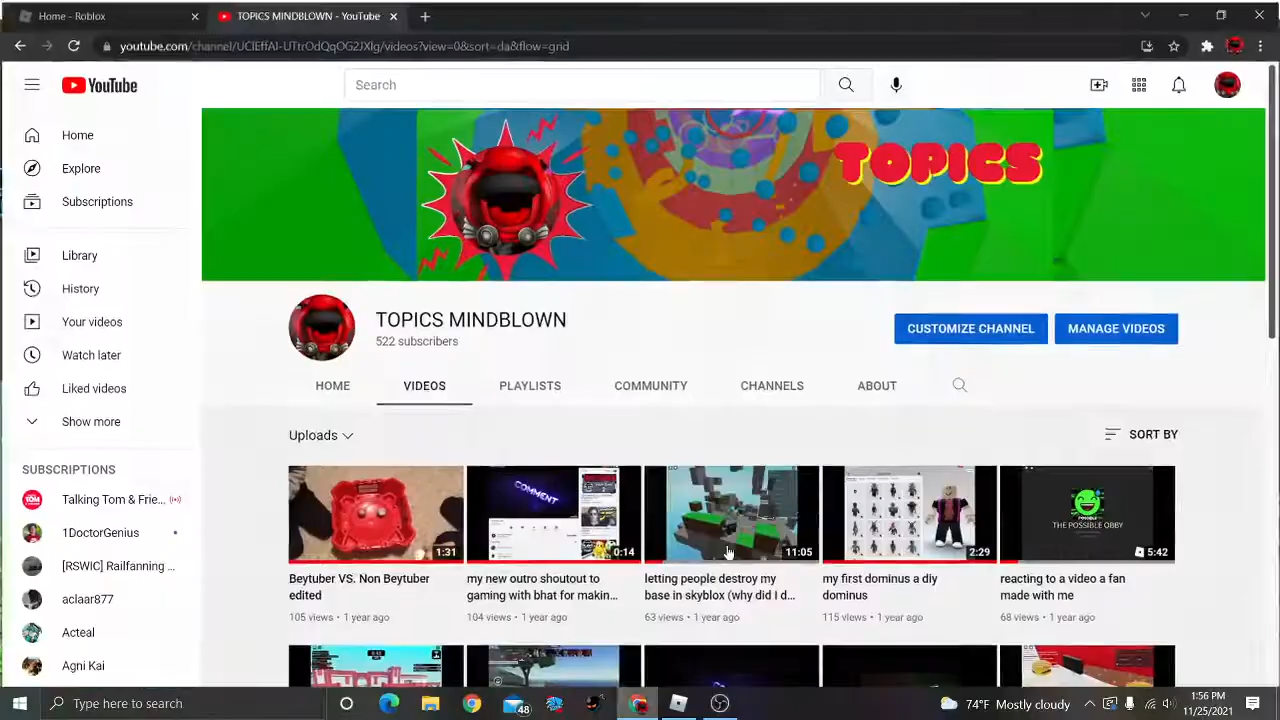 Home - Roblox
TOPICS MINDBLOWN - YouTube
youtube.com/channel/UCIEffAI-UTtrOdQqOG2JXlg/videos?view=0&sort=da&flow=grid
YouTube
Search
Home
Explore
Subscriptions
Library
History
Your videos
Watch later
Liked videos
Show more
SUBSCRIPTIONS
Talking Tom & Frie...
1DoctorGenius
[RSWIC] Railfanning ...
aclaar877
Acteal
Agni Kai
TOPICS
TOPICS MINDBLOWN
522 subscribers
CUSTOMIZE CHANNEL
MANAGE VIDEOS
HOME VIDEOS PLAYLISTS COMMUNITY CHANNELS ABOUT
Uploads
SORT BY
1:31
COMMENT
0:14
11:05
2:29
POSSIBLE
THE POSSIBLE OBBY
5:42
Beytuber VS. Non Beytuber
edited
105 views • 1 year ago
my new outro shoutout to
gaming with bhat for makin...
104 views • 1 year ago
letting people destroy my
base in skyblox (why did I d...
63 views • 1 year ago
my first dominus a diy
dominus
115 views • 1 year ago
reacting to a video a fan
made with me
68 views • 1 year ago
Type here to search
48
74°F Mostly cloudy
1:56 PM
11/25/2021